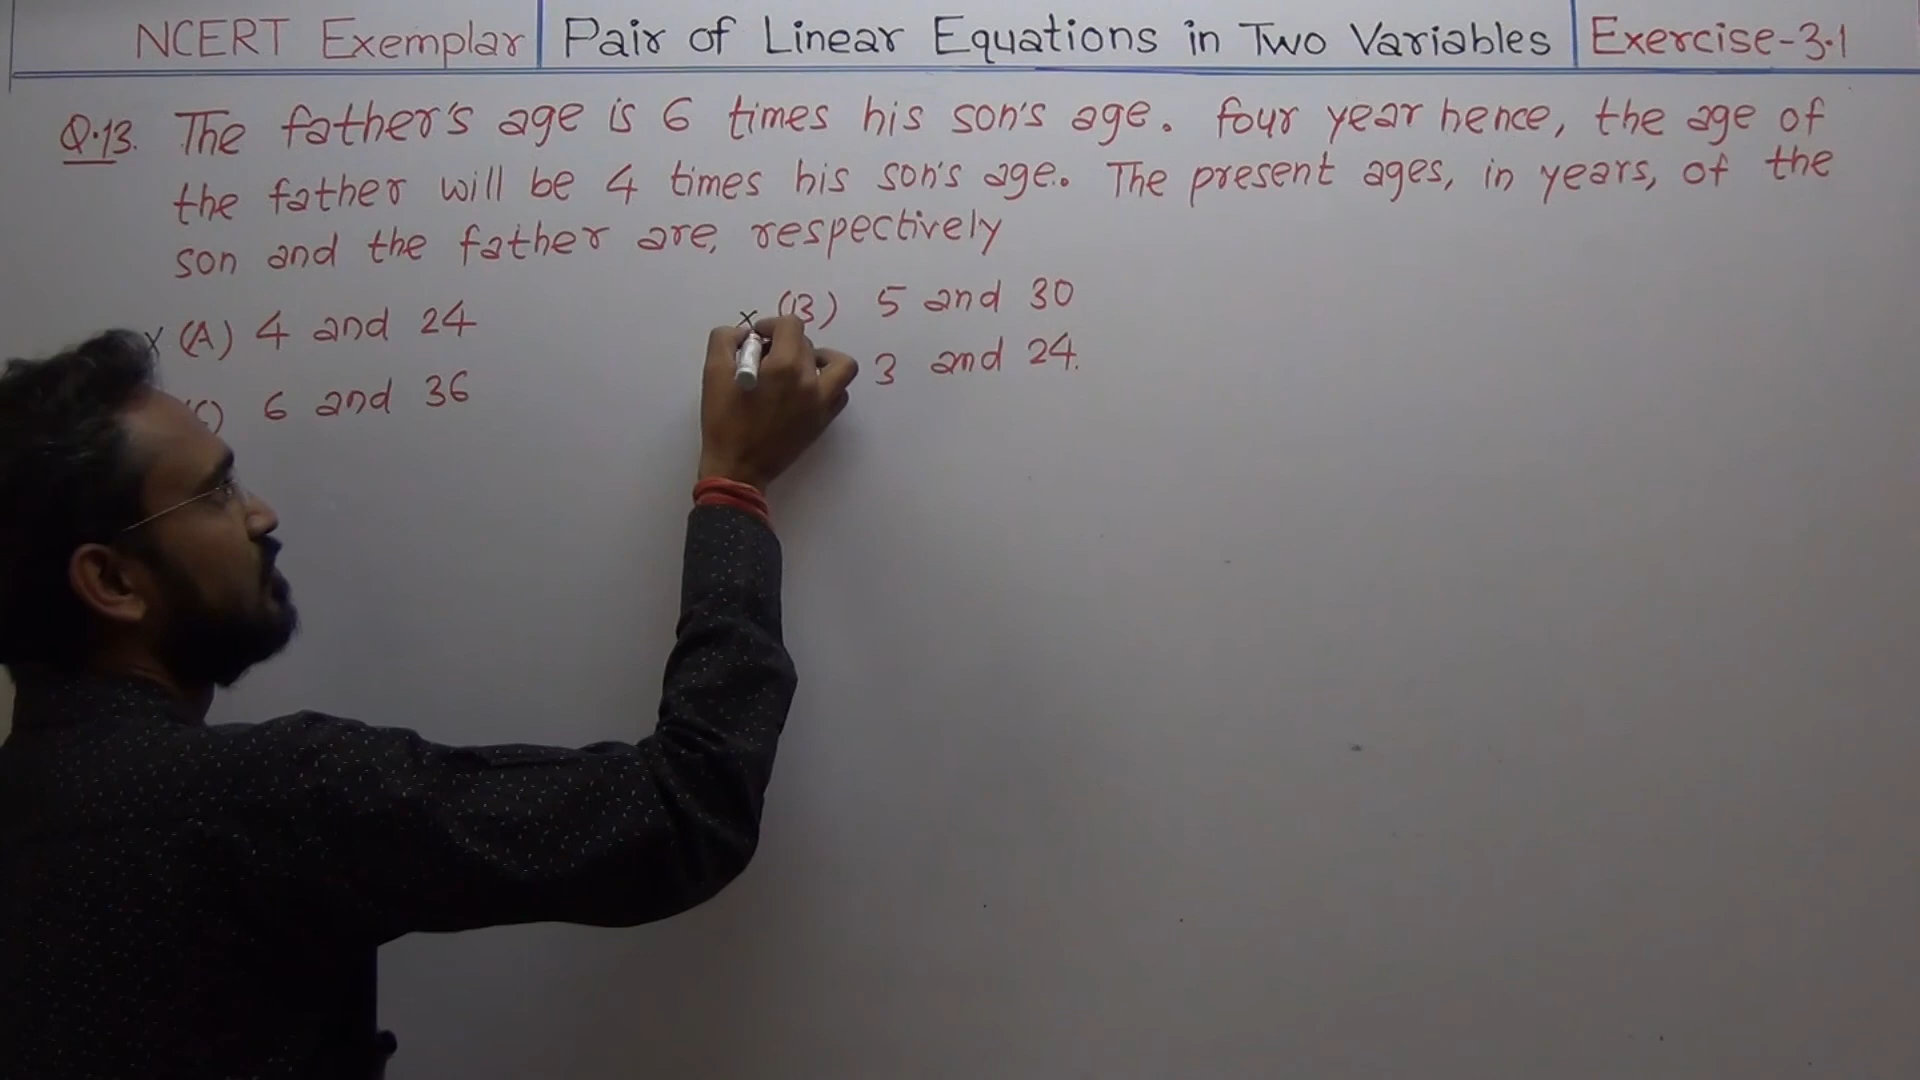 NCERT Exemplar Pair of Linear Equations in Two Variables Exercise-3.1
Q.13. The father's age is 6 times his son's age. four year hence, the age of
the father will be 4 times his son's age. The present ages, in years, of the
son and the father are, respectively
x (A) 4 and 24 x (B) 5 and 30
(C) 6 and 36 3 and 24.